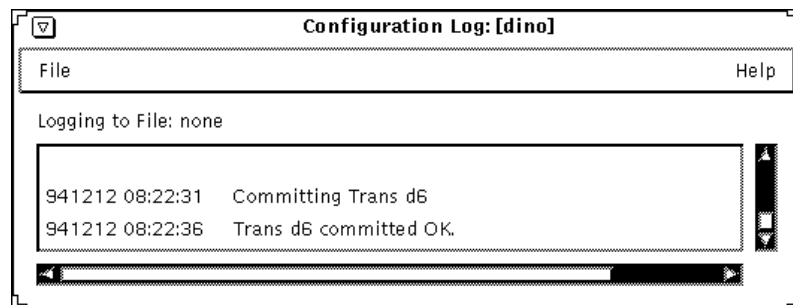 Configuration Log: [dino]
File Help
Logging to File: none
941212 08:22:31 Committing Trans d6
941212 08:22:36 Trans d6 committed OK.